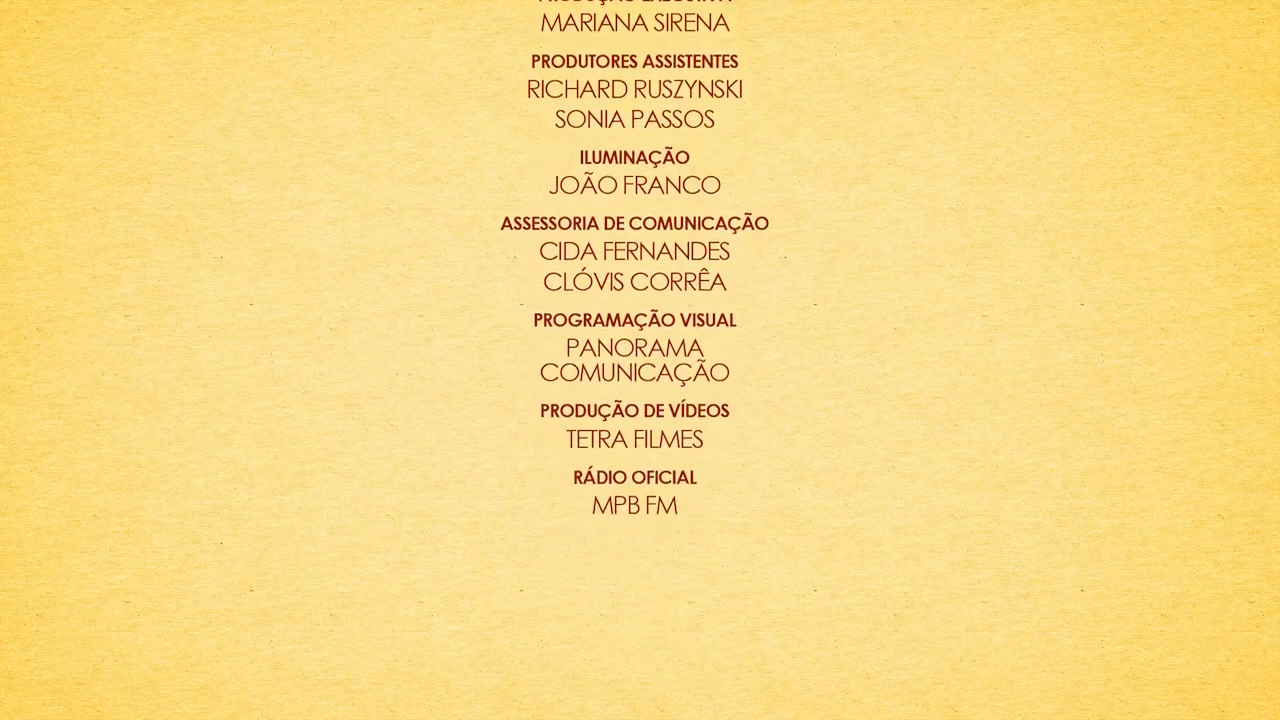 MARIANA SIRENA
PRODUTORES ASSISTENTES
RICHARD RUSZYNSKI
SONIA PASSOS
ILUMINAÇÃO
JOÃO FRANCO
ASSESSORIA DE COMUNICAÇÃO
CIDA FERNANDES
CLÓVIS CORRÊA
PROGRAMAÇÃO VISUAL
PANORAMA
COMUNICAÇÃO
PRODUÇÃO DE VÍDEOS
TETRA FILMES
RÁDIO OFICIAL
MPB FM